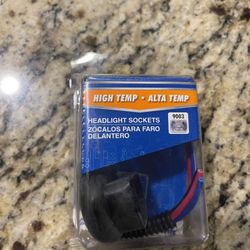 HIGH TEMP • ALTA TEMP
9003
HEADLIGHT SOCKETS
ZÓCALOS PARA FARO
DELANTERO